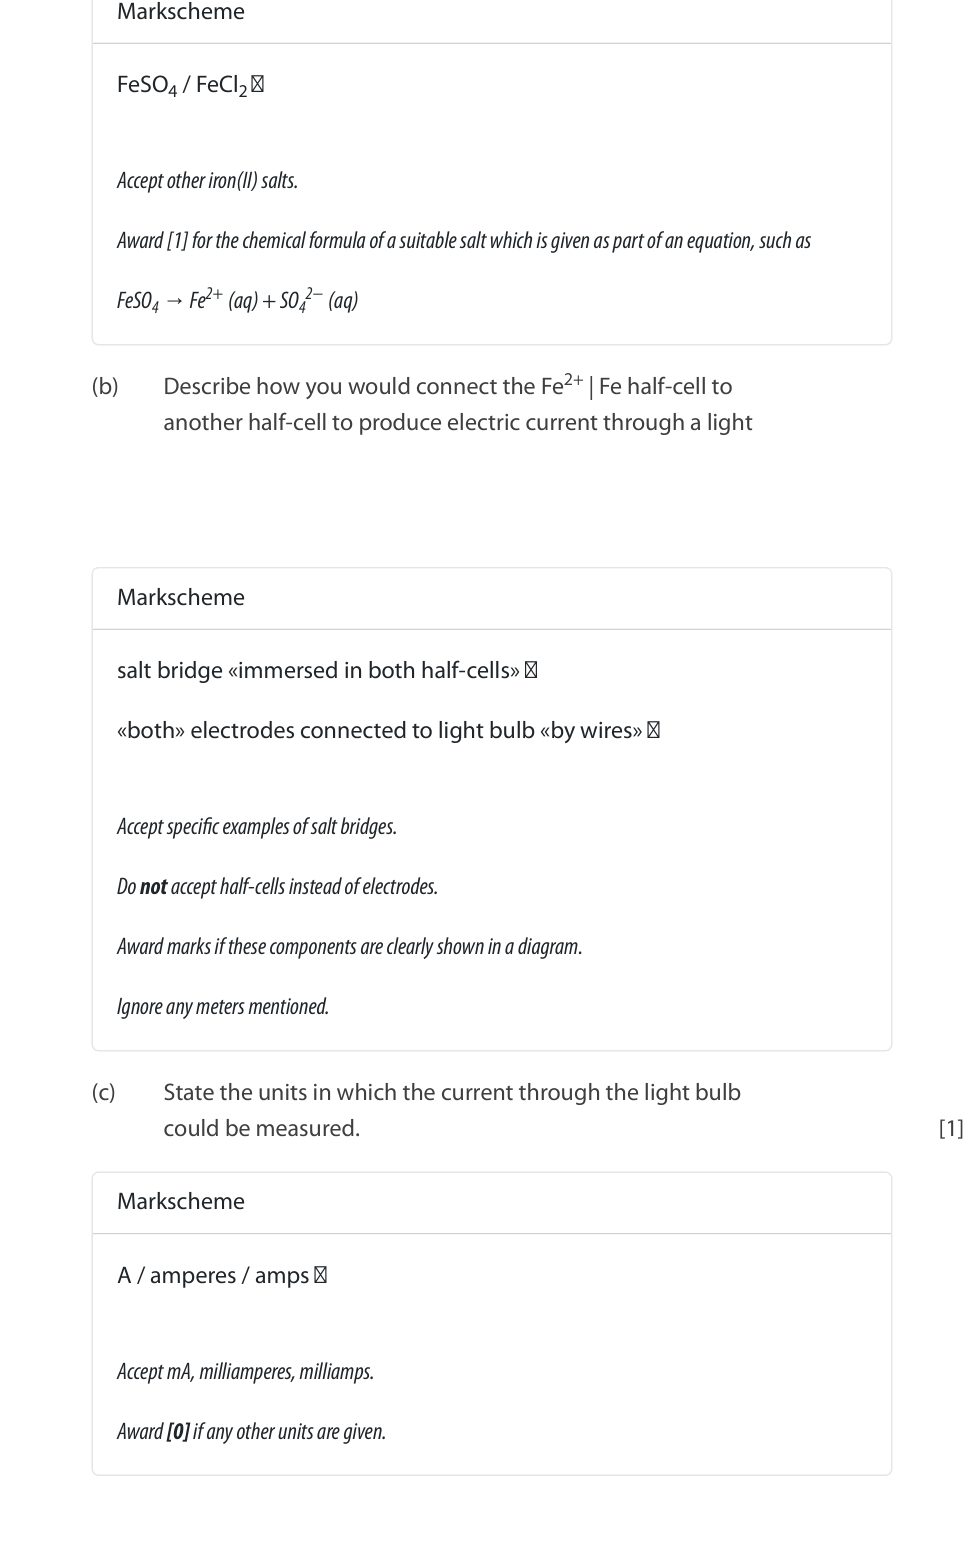 Markscheme
FeSO₄ / FeCl₂ 
Accept other iron(II) salts.
Award [1] for the chemical formula of a suitable salt which is given as part of an equation, such as
FeSO₄ → Fe²⁺ (aq) + SO₄²⁻ (aq)
(b) Describe how you would connect the Fe²⁺ | Fe half-cell to
another half-cell to produce electric current through a light
Markscheme
salt bridge «immersed in both half-cells» 
«both» electrodes connected to light bulb «by wires» 
Accept specific examples of salt bridges.
Do not accept half-cells instead of electrodes.
Award marks if these components are clearly shown in a diagram.
Ignore any meters mentioned.
(c) State the units in which the current through the light bulb
could be measured. [1]
Markscheme
A / amperes / amps 
Accept mA, milliamperes, milliamps.
Award [0] if any other units are given.